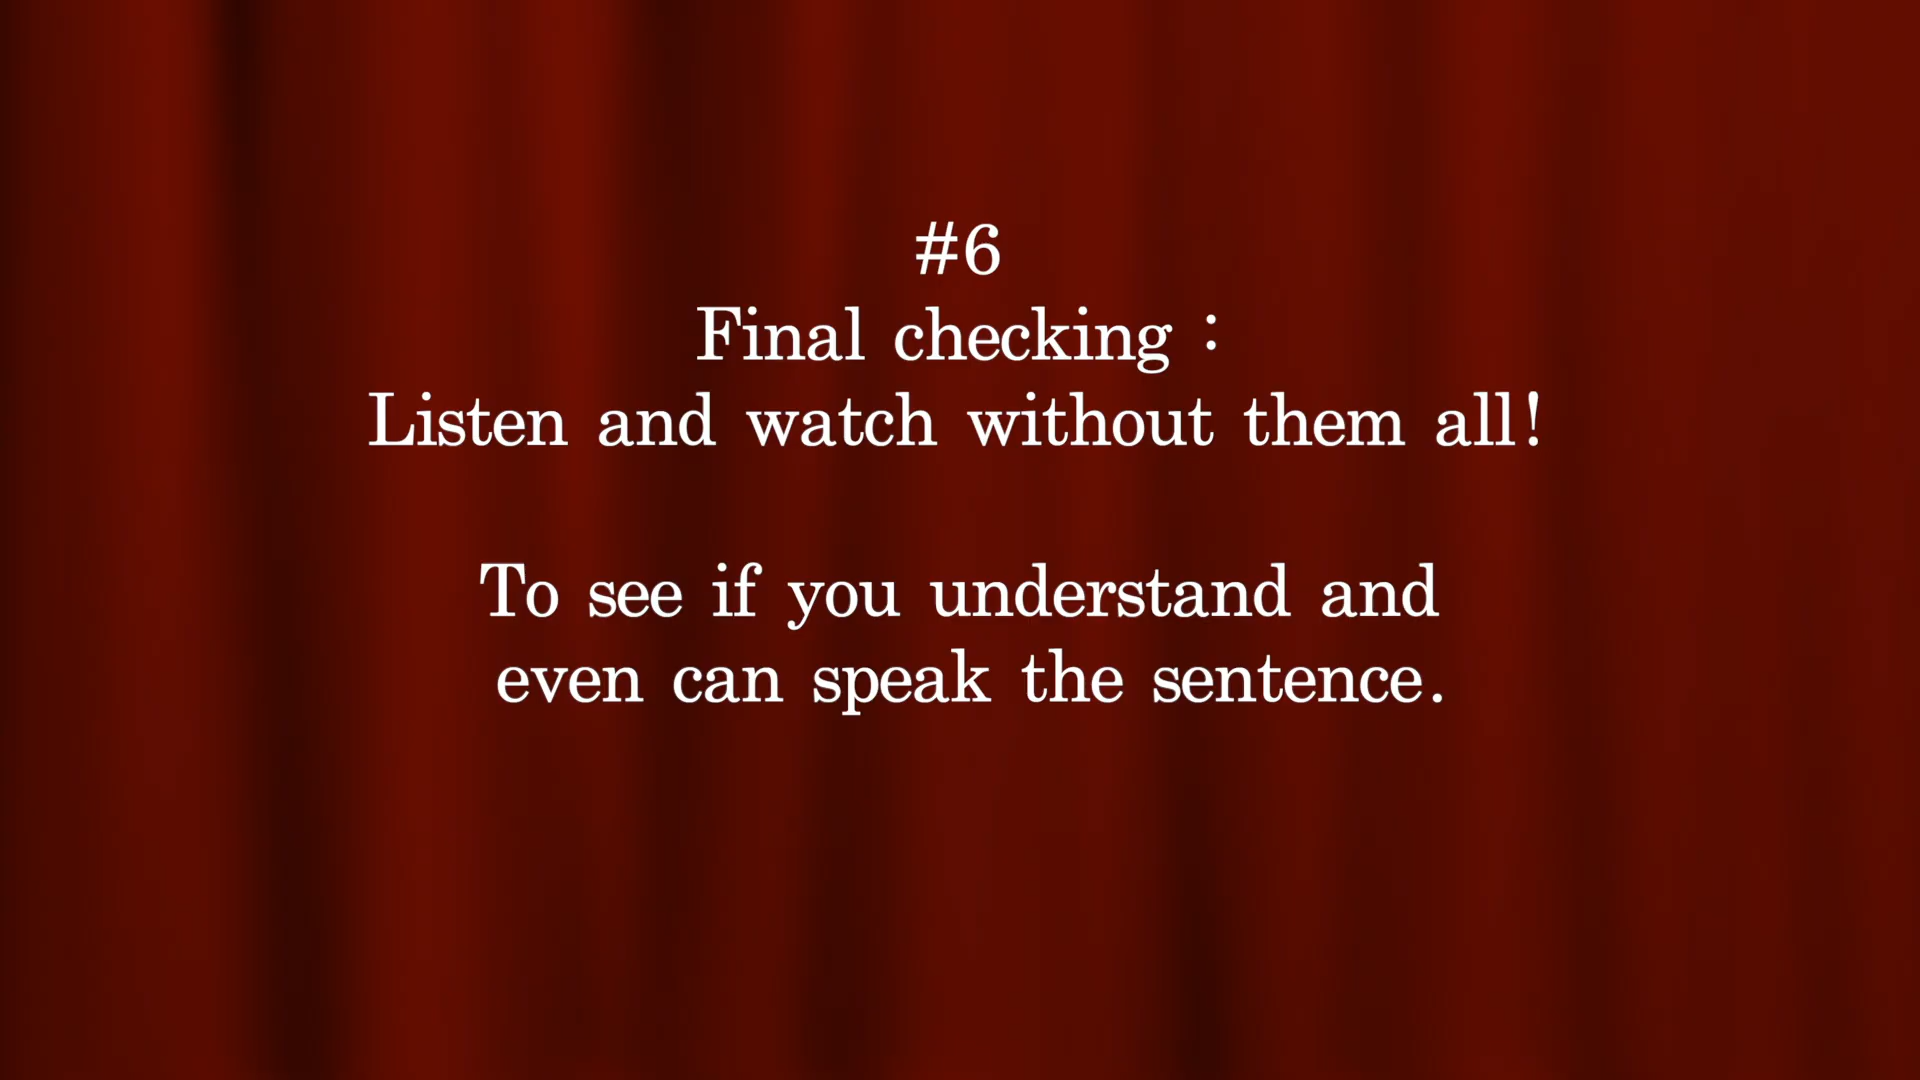 #6
Final checking :
Listen and watch without them all!
To see if you understand and
even can speak the sentence.